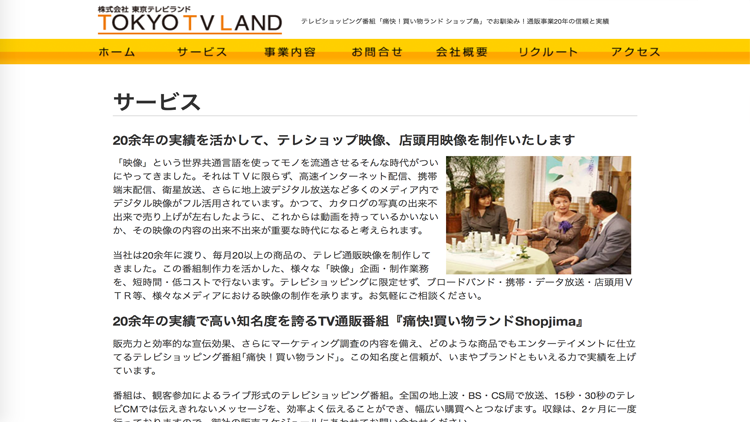 株式会社 東京テレビランド
TOKYO TV LAND
テレビショッピング番組「痛快！買い物ランド ショップ島」でお馴染み！通販事業20年の信頼と実績
ホーム サービス 事業内容 お問合せ 会社概要 リクルート アクセス
サービス
20余年の実績を活かして、テレショップ映像、店頭用映像を制作いたします
「映像」という世界共通言語を使ってモノを流通させるそんな時代がつい
にやってきました。それはＴＶに限らず、高速インターネット配信、携帯
端末配信、衛星放送、さらに地上波デジタル放送など多くのメディア内で
デジタル映像がフル活用されています。かつて、カタログの写真の出来不
出来で売り上げが左右したように、これからは動画を持っているかいない
か、その映像の内容の出来不出来が重要な時代になると考えられます。
当社は20余年に渡り、毎月20以上の商品の、テレビ通販映像を制作して
きました。この番組制作力を活かした、様々な「映像」企画・制作業務
を、短時間・低コストで行ないます。テレショッピングに限定せず、ブロードバンド・携帯・データ放送・店頭用Ｖ
ＴＲ等、様々なメディアにおける映像の制作を承ります。お気軽にご相談ください。
20余年の実績で高い知名度を誇るTV通販番組『痛快!買い物ランドShopjima』
販売力と効率的な宣伝効果、さらにマーケティング調査の内容を備え、どのような商品でもエンターテイメントに仕立
てるテレビショッピング番組｢痛快！買い物ランド｣。この知名度と信頼が、いまやブランドともいえる力で実績を上げ
ています。
番組は、観客参加によるライブ形式のテレビショッピング番組。全国の地上波・BS・CS局で放送、15秒・30秒のテレ
ビCMでは伝えきれないメッセージを、効率よく伝えることができ、幅広い購買へとつなげます。収録は、2ヶ月に一度
行っておりますので、御社の販売スケジュールにあわせてお問い合わせください。